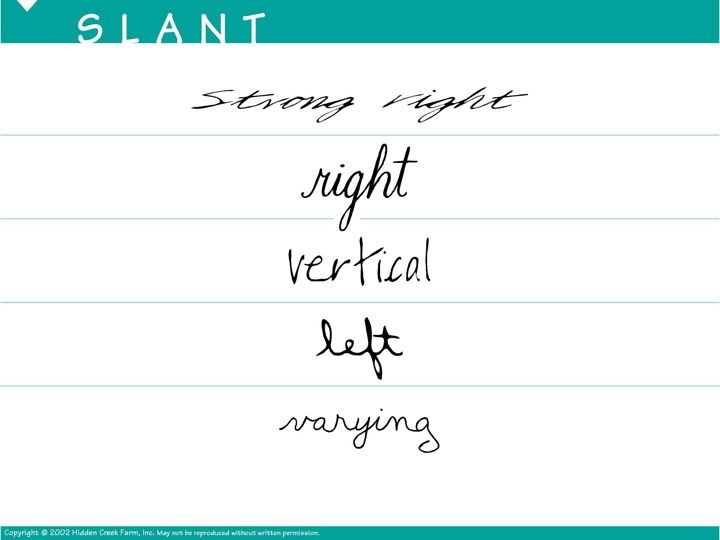 SLANT
Strong right
right
vertical
left
varying
Copyright © 2002 Hidden Creek Farm, Inc. May not be reproduced without written permission.